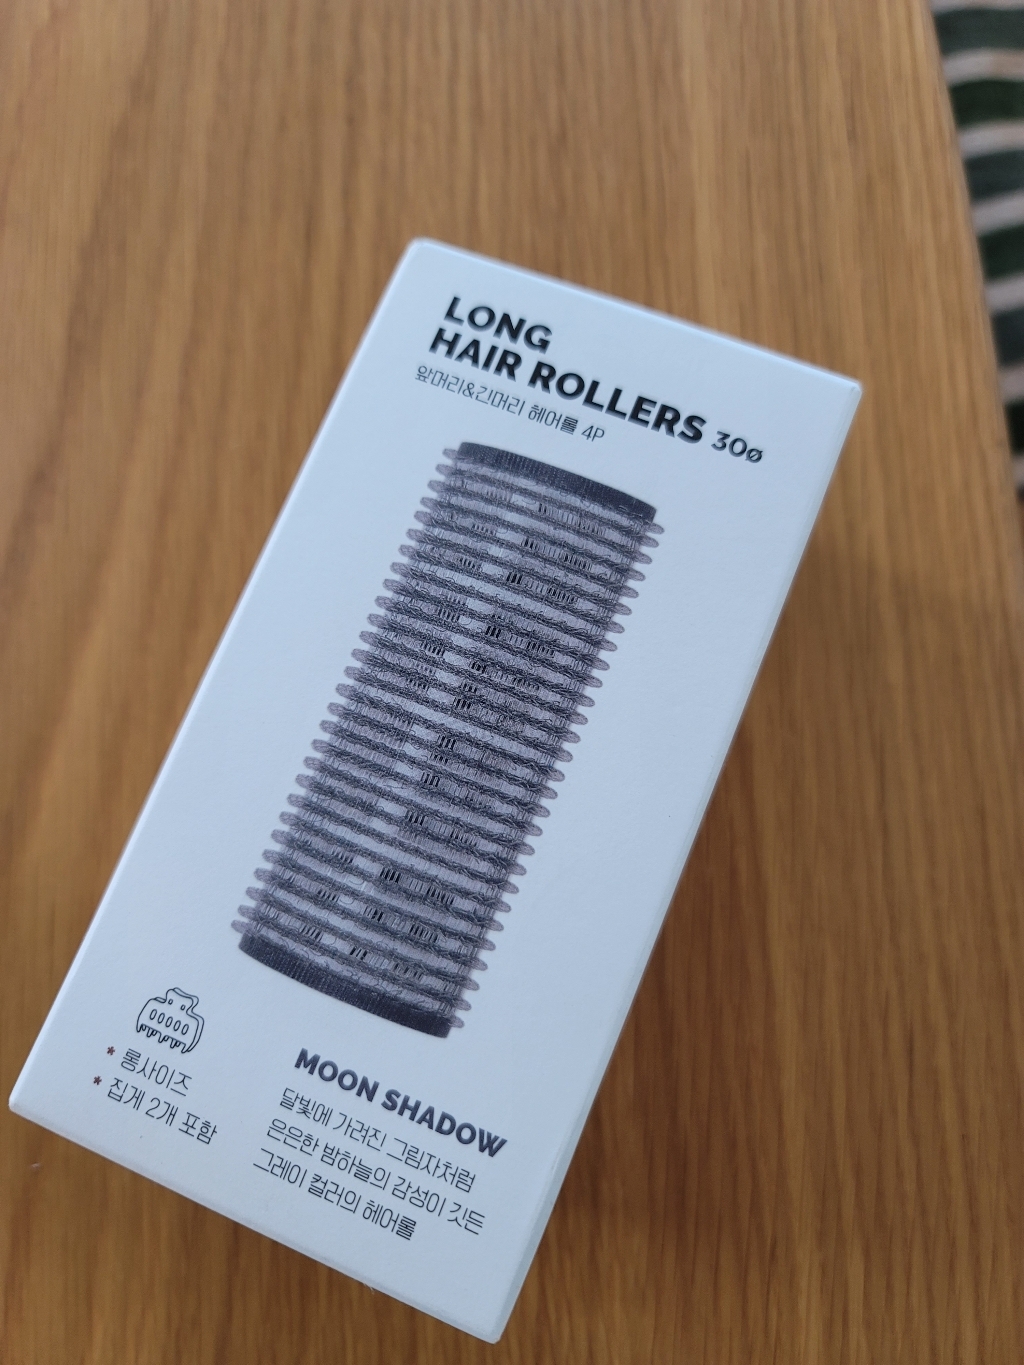 LONG
HAIR ROLLERS 30ø
앞머리&긴머리 헤어롤 4P
* 롱사이즈
* 집게 2개 포함
MOON SHADOW
달빛에 가려진 그림자처럼
은은한 밤하늘의 감성이 깃든
그레이 컬러의 헤어롤